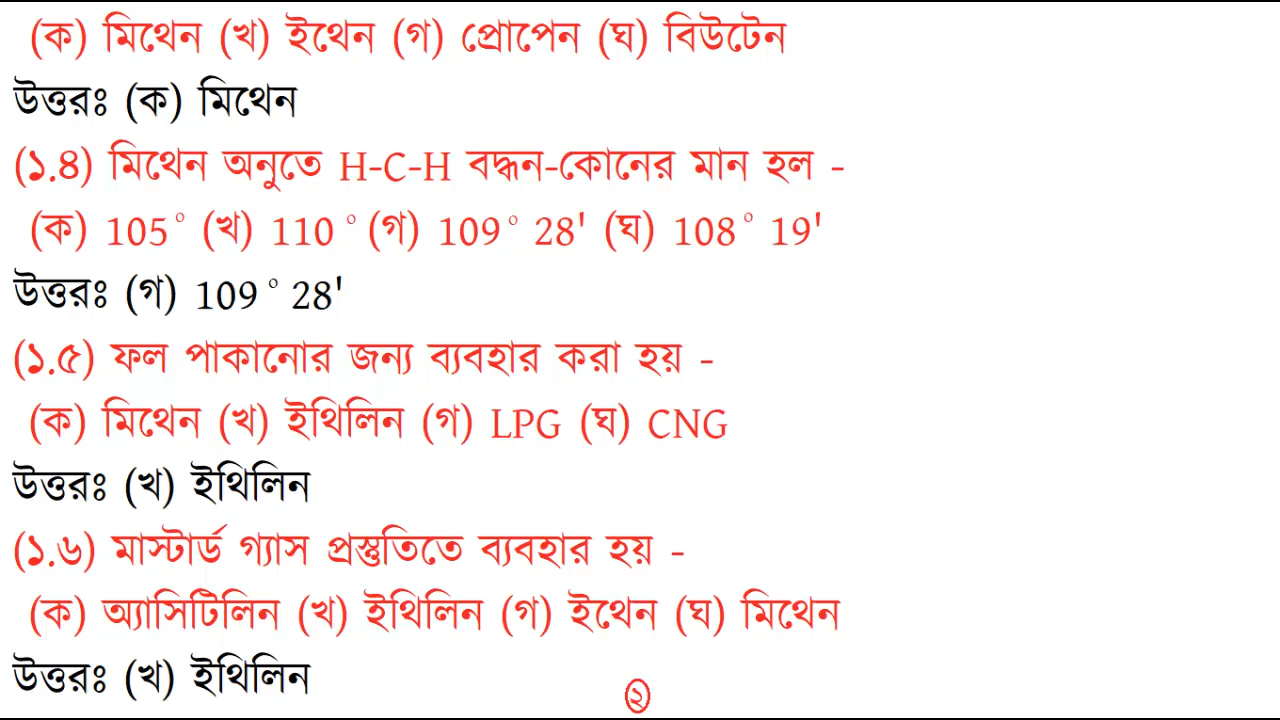 (ক) মিথেন (খ) ইথেন (গ) প্রোপেন (ঘ) বিউটেন
উত্তরঃ (ক) মিথেন
(১.৪) মিথেন অনুতে H-C-H বদ্ধন-কোনের মান হল -
(ক) 105° (খ) 110° (গ) 109° 28' (ঘ) 108° 19'
উত্তরঃ (গ) 109° 28'
(১.৫) ফল পাকানোর জন্য ব্যবহার করা হয় -
(ক) মিথেন (খ) ইথিলিন (গ) LPG (ঘ) CNG
উত্তরঃ (খ) ইথিলিন
(১.৬) মাস্টার্ড গ্যাস প্রস্তুতিতে ব্যবহার হয় -
(ক) অ্যাসিটিলিন (খ) ইথিলিন (গ) ইথেন (ঘ) মিথেন
উত্তরঃ (খ) ইথিলিন
২